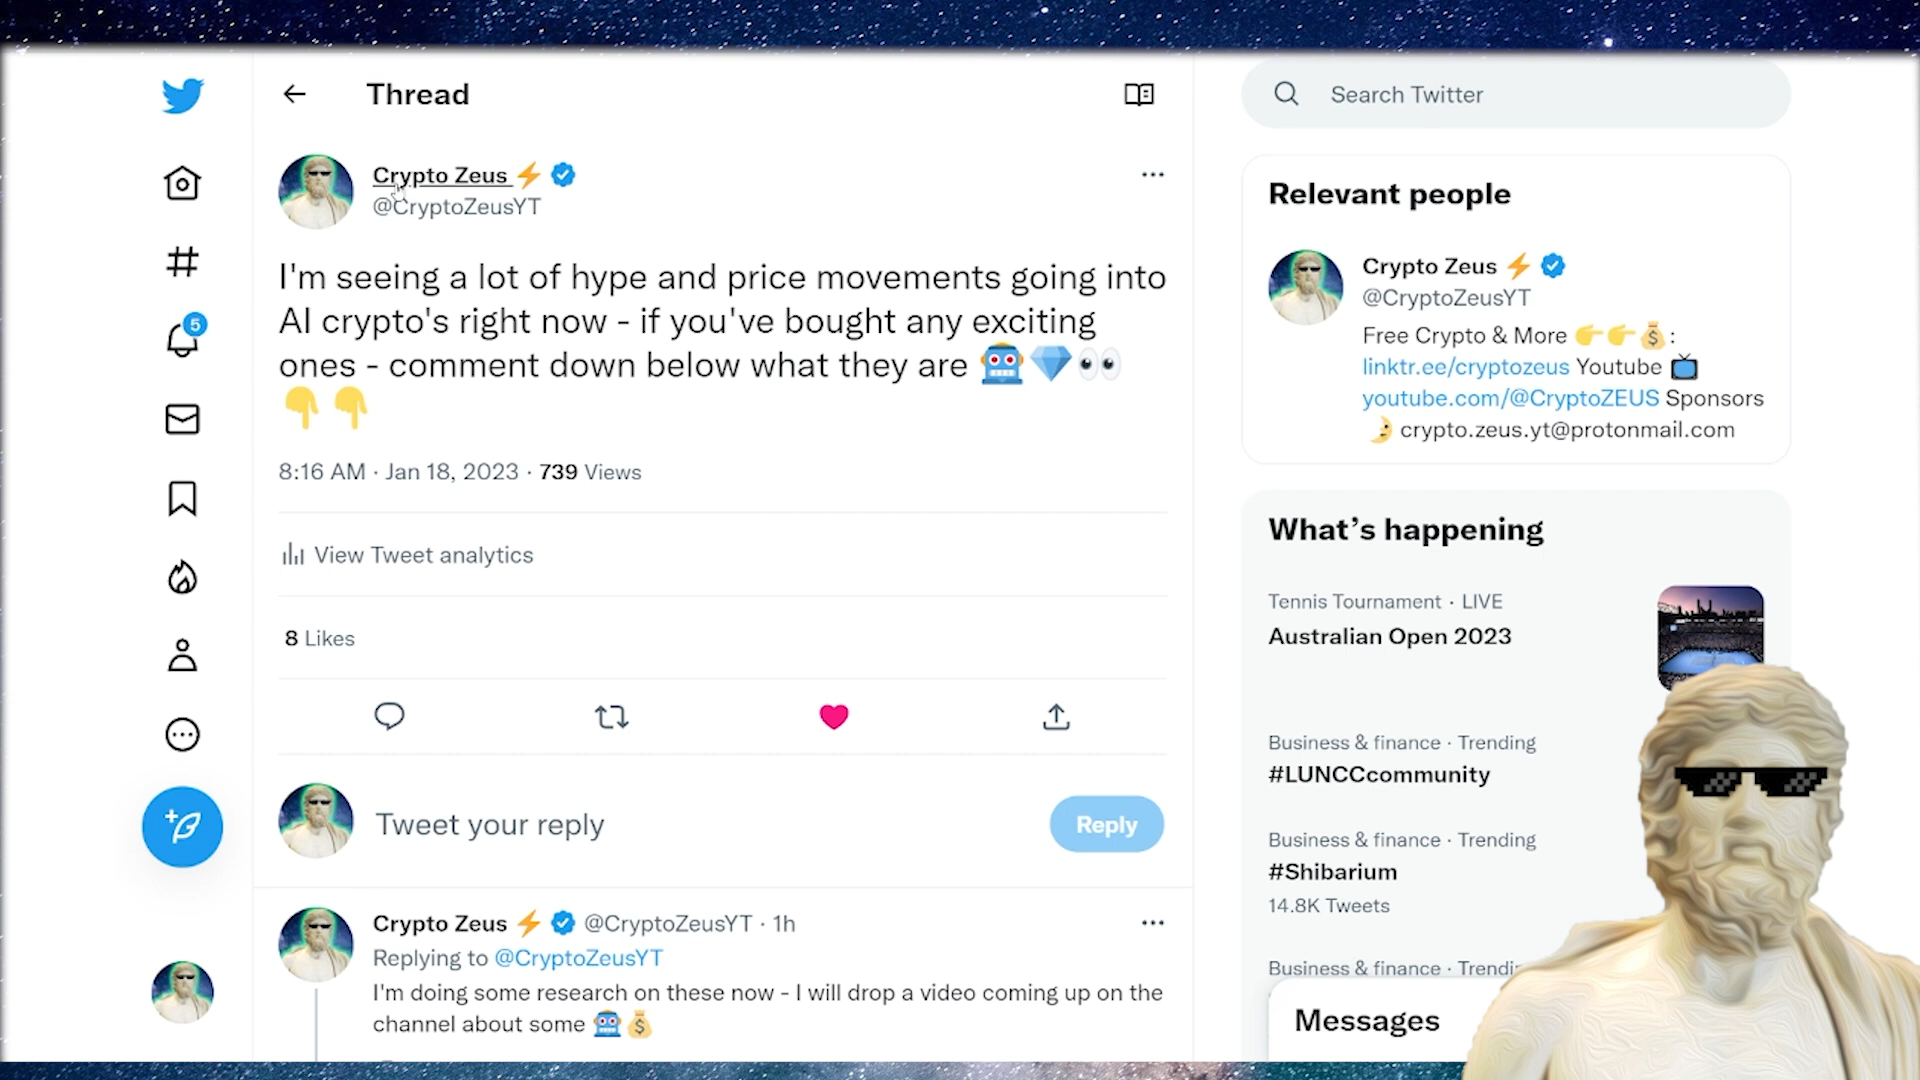 Thread
Crypto Zeus ⚡
@CryptoZeusYT
I'm seeing a lot of hype and price movements going into
AI crypto's right now - if you've bought any exciting
ones - comment down below what they are 🤖💎👀
👇👇
8:16 AM · Jan 18, 2023 · 739 Views
View Tweet analytics
8 Likes
Tweet your reply
Reply
Crypto Zeus ⚡ @CryptoZeusYT · 1h
Replying to @CryptoZeusYT
I'm doing some research on these now - I will drop a video coming up on the
channel about some 🤖💰
5
Search Twitter
Relevant people
Crypto Zeus ⚡
@CryptoZeusYT
Free Crypto & More 👉👉💰:
linktr.ee/cryptozeus Youtube 📺
youtube.com/@CryptoZEUS Sponsors
🌛 crypto.zeus.yt@protonmail.com
What's happening
Tennis Tournament · LIVE
Australian Open 2023
Business & finance · Trending
#LUNCCcommunity
Business & finance · Trending
#Shibarium
14.8K Tweets
Business & finance ·
Messages